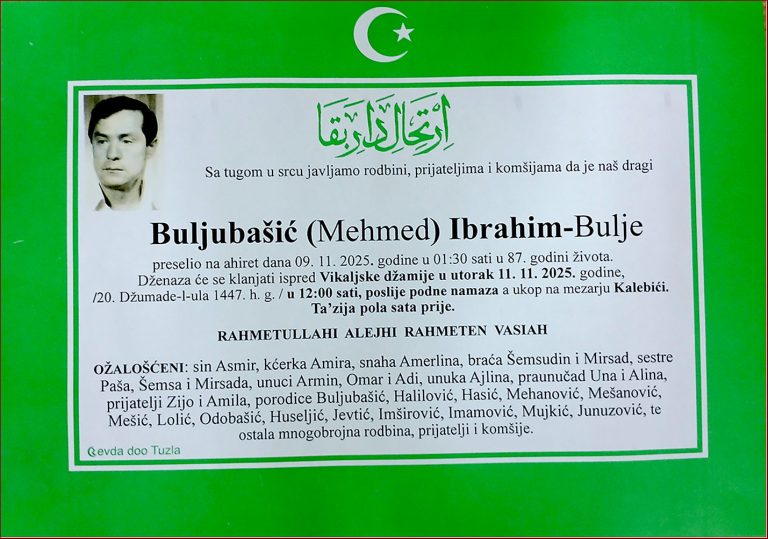 اِرْتِحَالِ دَارِ بَقَا
Sa tugom u srcu javljamo rodbini, prijateljima i komšijama da je naš dragi
Buljubašić (Mehmed) Ibrahim-Bulje
preselio na ahiret dana 09. 11. 2025. godine u 01:30 sati u 87. godini života.
Dženaza će se klanjati ispred Vikaljske džamije u utorak 11. 11. 2025. godine,
/20. Džumade-l-ula 1447. h. g. / u 12:00 sati, poslije podne namaza a ukop na mezarju Kalebići.
Ta'zija pola sata prije.
RAHMETULLAHI ALEJHI RAHMETEN VASIAH
OŽALOŠĆENI: sin Asmir, kćerka Amira, snaha Amerlina, braća Šemsudin i Mirsad, sestre
Paša, Šemsa i Mirsada, unuci Armin, Omar i Adi, unuka Ajlina, praunučad Una i Alina,
prijatelji Zijo i Amila, porodice Buljubašić, Halilović, Hasić, Mehanović, Mešanović,
Mešić, Lolić, Odobašić, Huseljić, Jevtić, Imširović, Imamović, Mujkić, Junuzović, te
ostala mnogobrojna rodbina, prijatelji i komšije.
Revda doo Tuzla